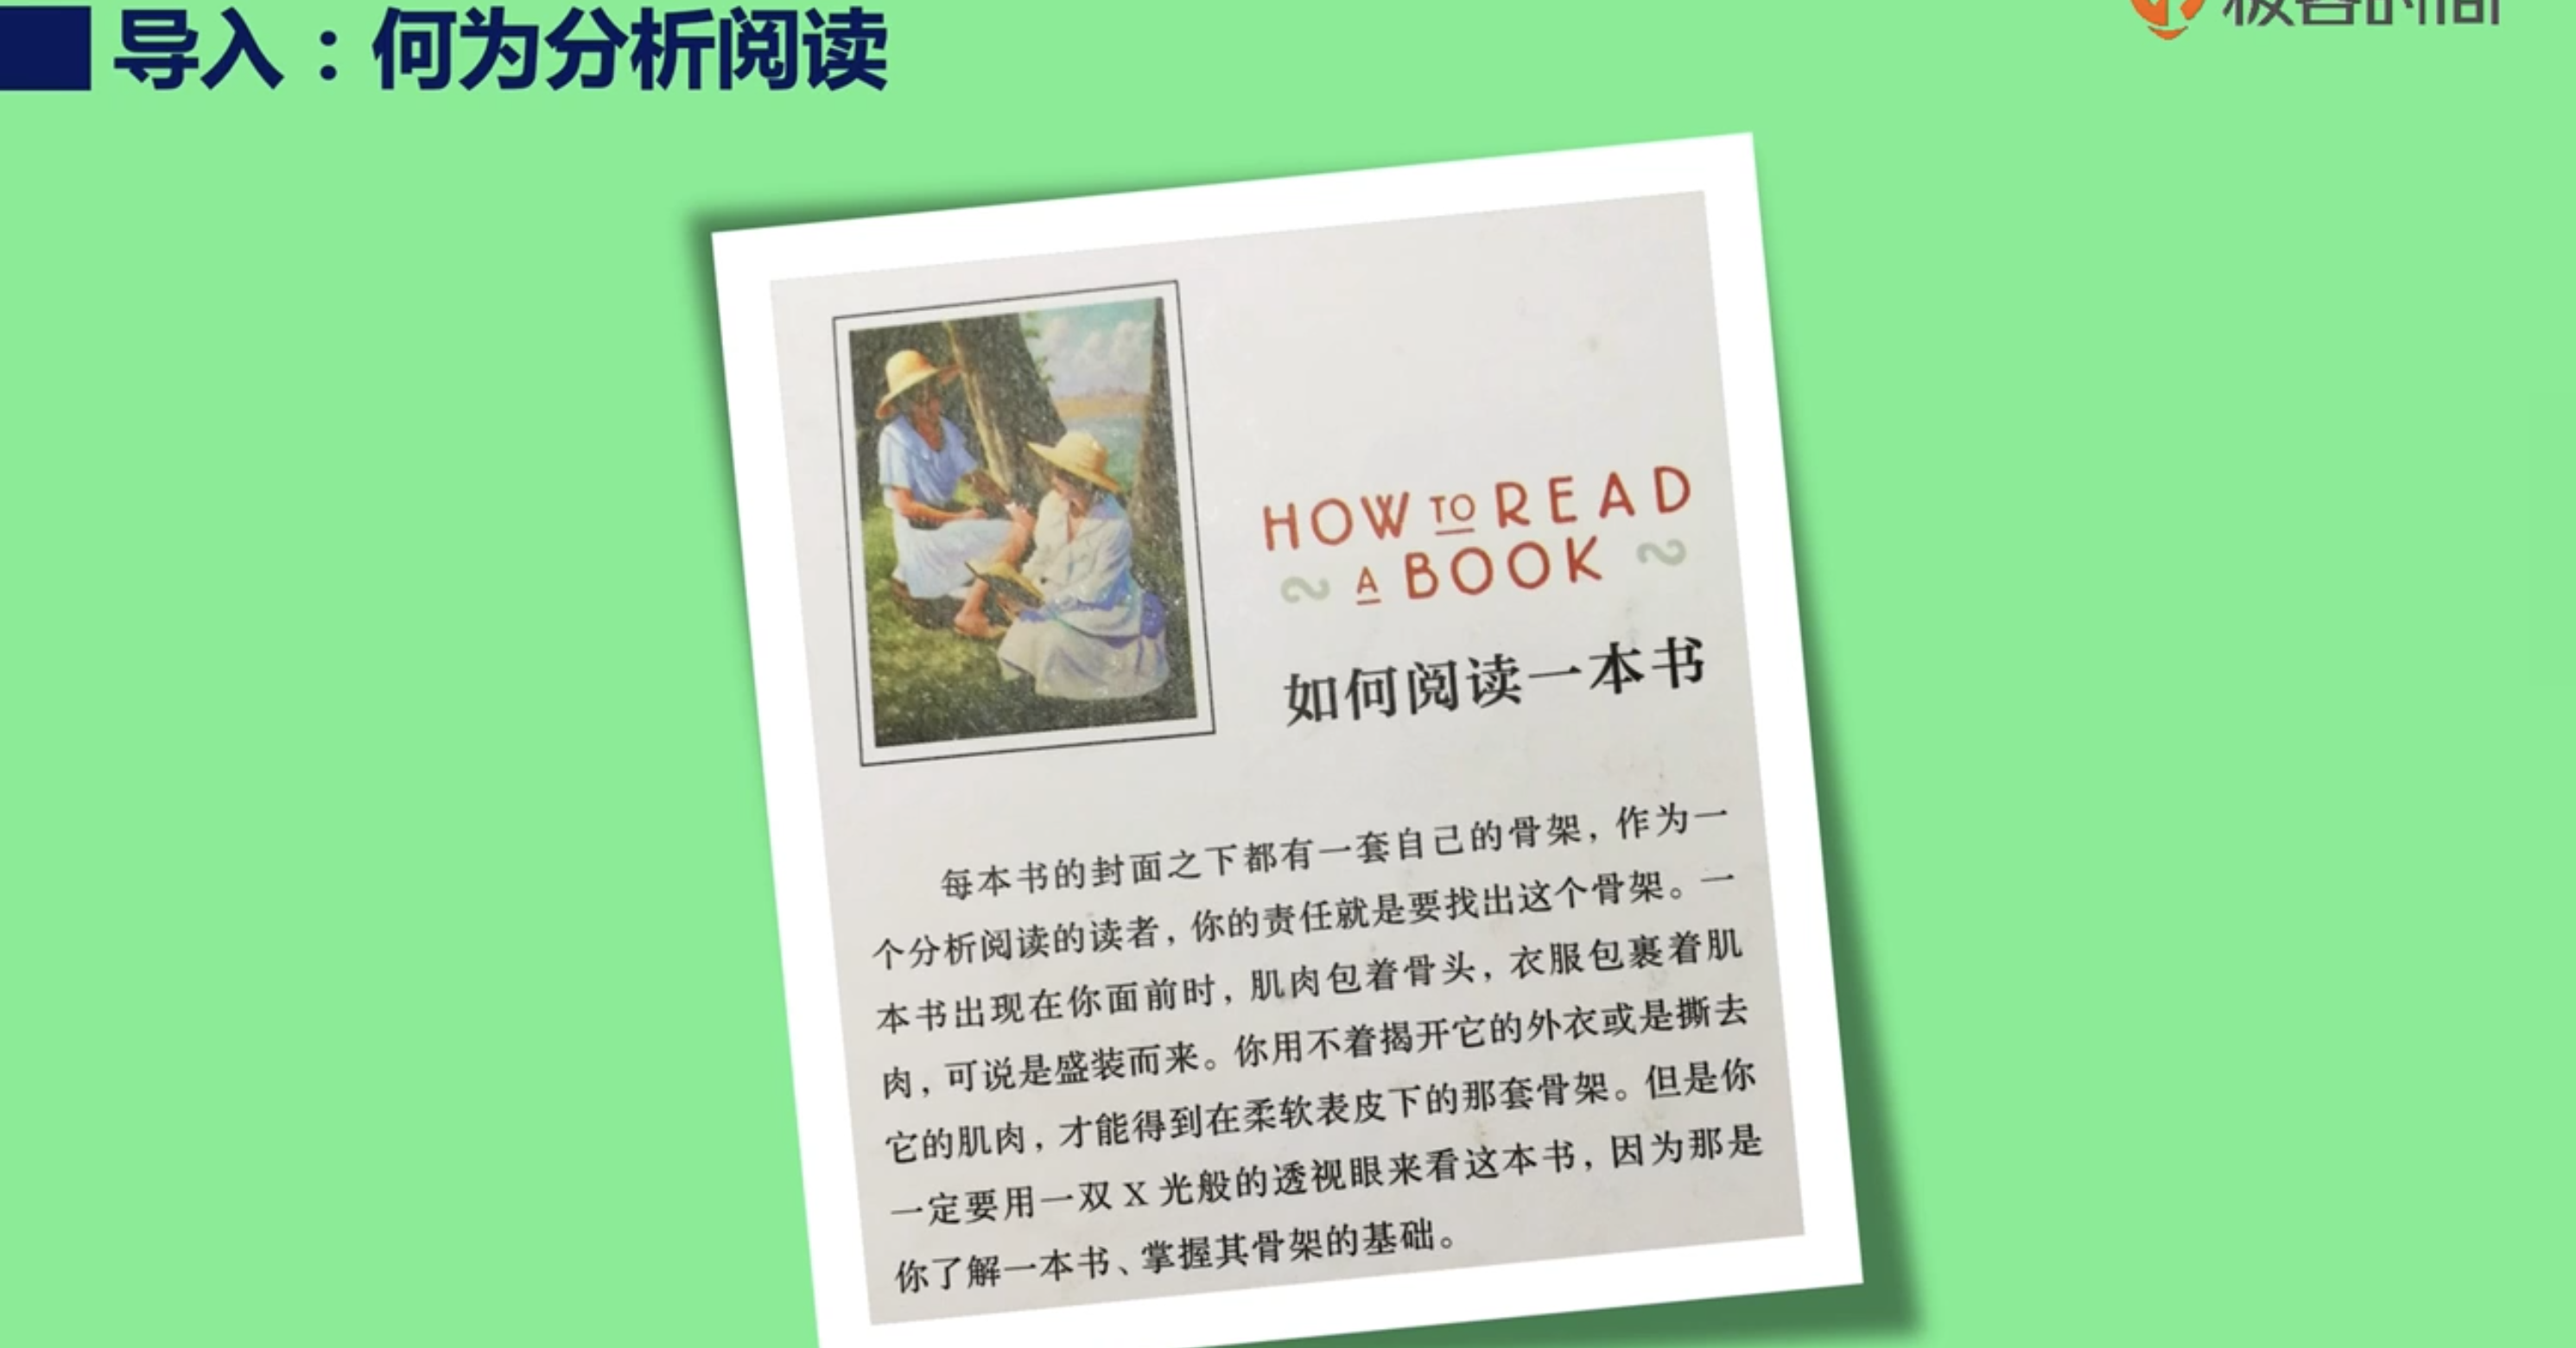 导入：何为分析阅读
HOW TO READ
A BOOK
如何阅读一本书
每本书的封面之下都有一套自己的骨架，作为一
个分析阅读的读者，你的责任就是要找出这个骨架。一
本书出现在你面前时，肌肉包着骨头，衣服包裹着肌
肉，可说是盛装而来。你用不着揭开它的外衣或是撕去
它的肌肉，才能得到在柔软表皮下的那套骨架。但是你
一定要用一双 X 光般的透视眼来看这本书，因为那是
你了解一本书、掌握其骨架的基础。